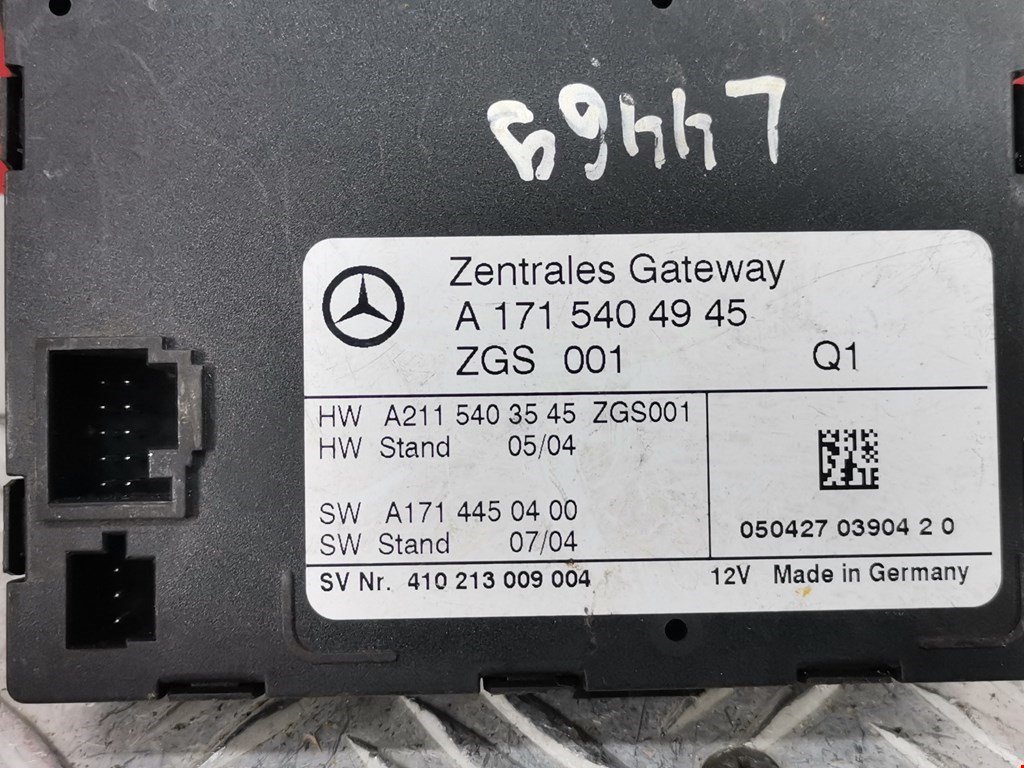 Zentrales Gateway
A 171 540 49 45
ZGS 001 Q1
HW A211 540 35 45 ZGS001
HW Stand 05/04
SW A171 445 04 00
SW Stand 07/04
050427 03904 2 0
SV Nr. 410 213 009 004 12V Made in Germany